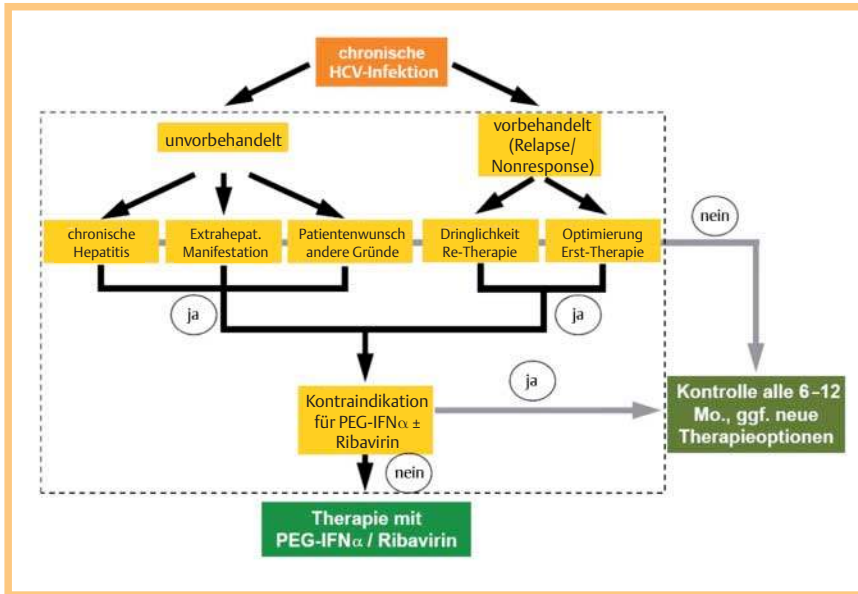 chronische
HCV-Infektion
unvorbehandelt
vorbehandelt
(Relapse/
Nonresponse)
nein
chronische
Hepatitis
Extrahepat.
Manifestation
Patientenwunsch
andere Gründe
Dringlichkeit
Re-Therapie
Optimierung
Erst-Therapie
ja
ja
ja
Kontraindikation
für PEG-IFNα ±
Ribavirin
Kontrolle alle 6–12
Mo., ggf. neue
Therapieoptionen
nein
Therapie mit
PEG-IFNα / Ribavirin